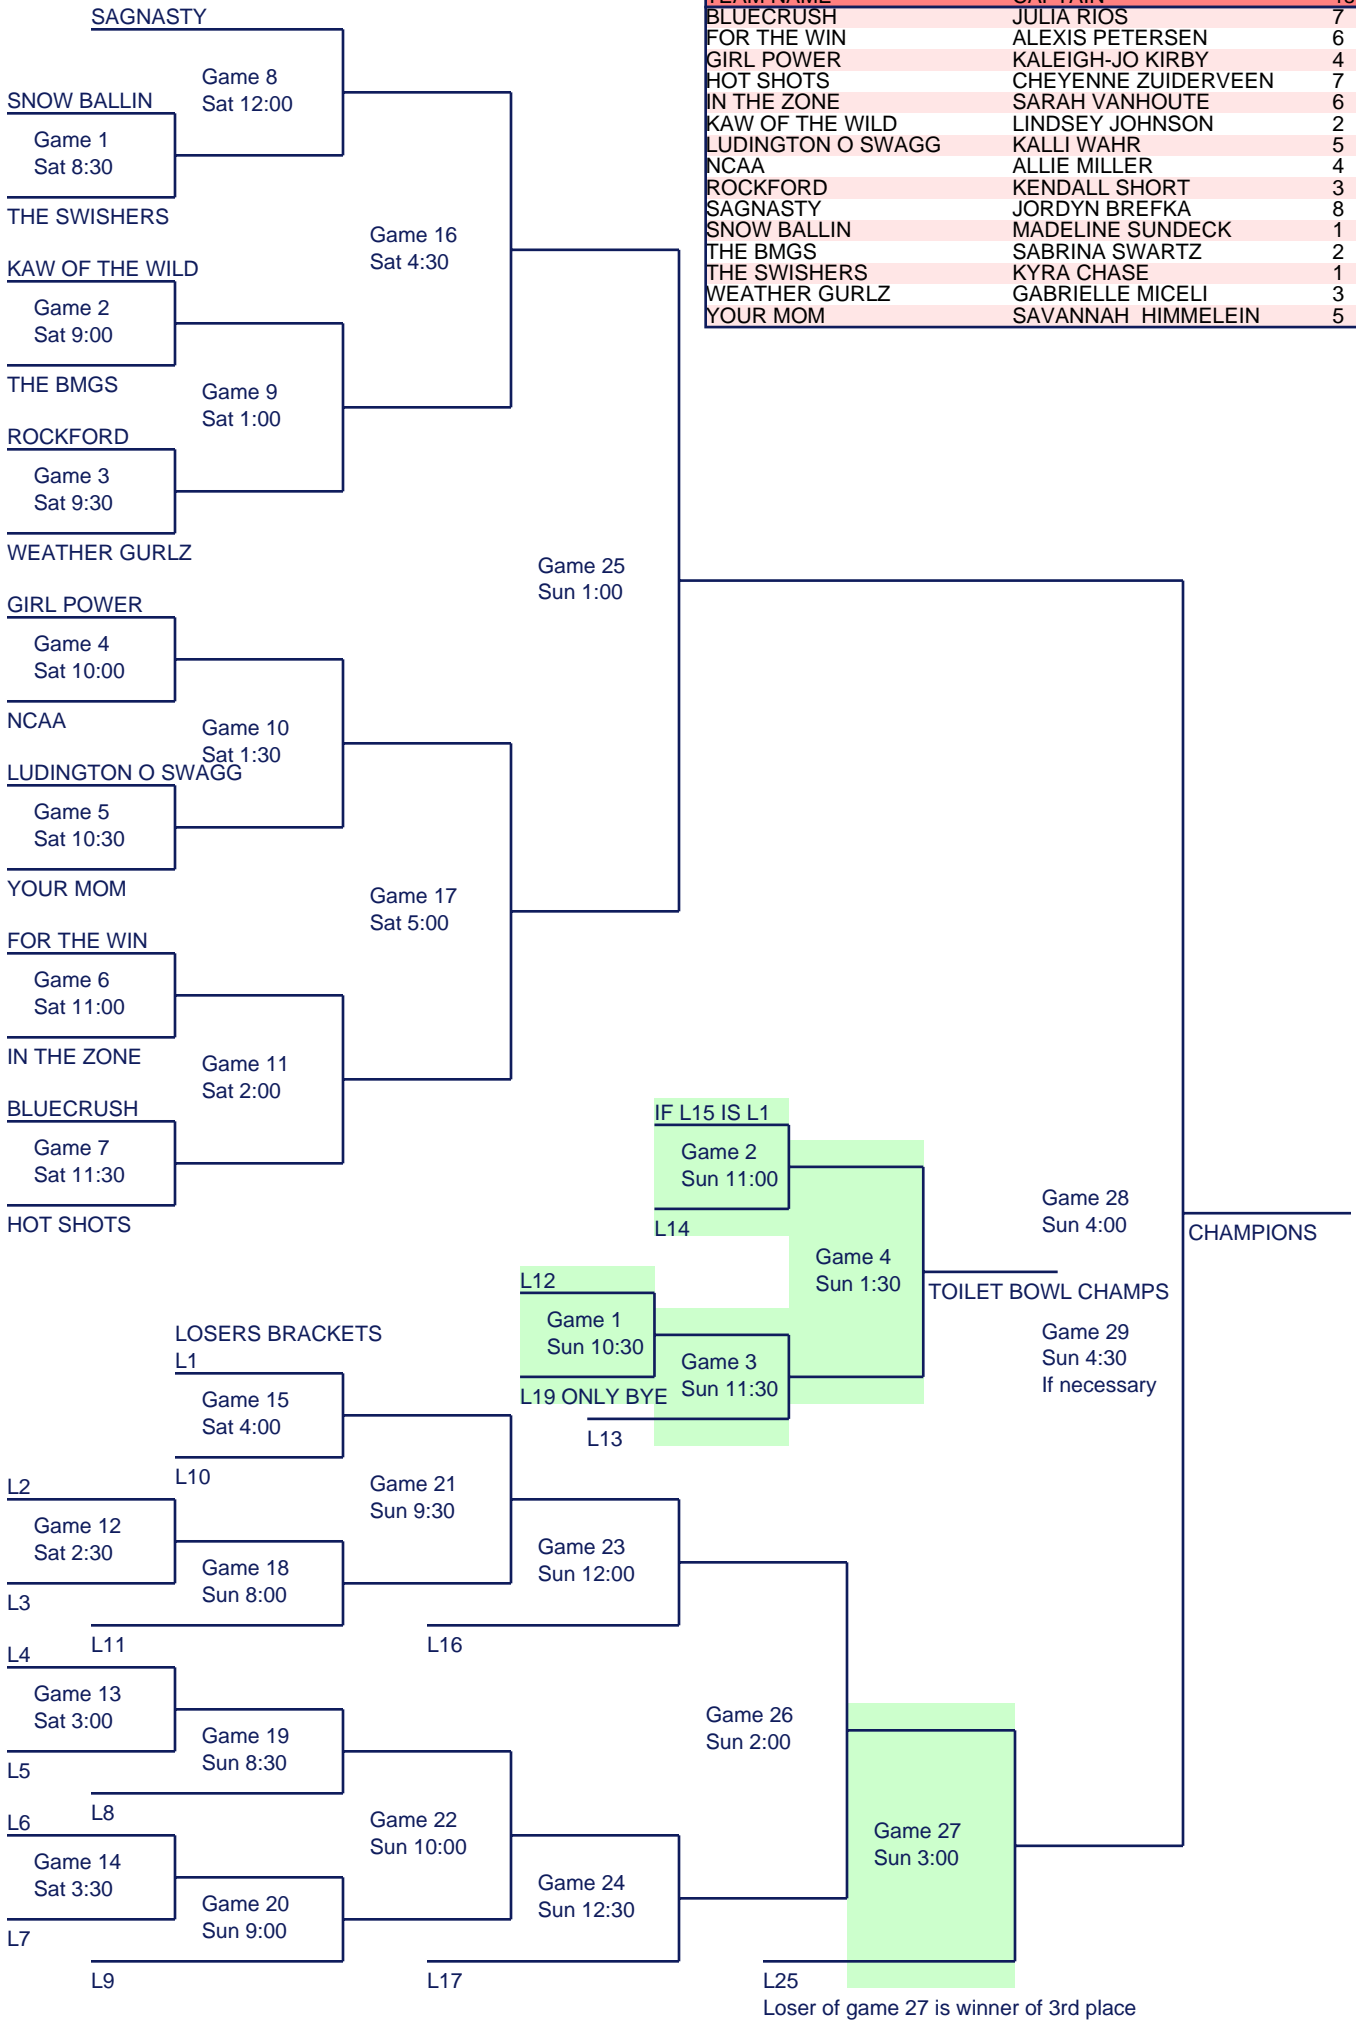 SAGNASTY
Game 8
Sat 12:00
SNOW BALLIN
Game 1
Sat 8:30
THE SWISHERS
Game 16
Sat 4:30
KAW OF THE WILD
Game 2
Sat 9:00
THE BMGS
Game 9
Sat 1:00
ROCKFORD
Game 3
Sat 9:30
WEATHER GURLZ
Game 25
Sun 1:00
GIRL POWER
Game 4
Sat 10:00
NCAA
Game 10
Sat 1:30
LUDINGTON O SWAGG
Game 5
Sat 10:30
YOUR MOM
Game 17
Sat 5:00
FOR THE WIN
Game 6
Sat 11:00
IN THE ZONE
Game 11
Sat 2:00
BLUECRUSH
Game 7
Sat 11:30
HOT SHOTS
TEAM NAME CAPTAIN
BLUECRUSH JULIA RIOS 7
FOR THE WIN ALEXIS PETERSEN 6
GIRL POWER KALEIGH-JO KIRBY 4
HOT SHOTS CHEYENNE ZUIDERVEEN 7
IN THE ZONE SARAH VANHOUTE 6
KAW OF THE WILD LINDSEY JOHNSON 2
LUDINGTON O SWAGG KALLI WAHR 5
NCAA ALLIE MILLER 4
ROCKFORD KENDALL SHORT 3
SAGNASTY JORDYN BREFKA 8
SNOW BALLIN MADELINE SUNDECK 1
THE BMGS SABRINA SWARTZ 2
THE SWISHERS KYRA CHASE 1
WEATHER GURLZ GABRIELLE MICELI 3
YOUR MOM SAVANNAH HIMMELEIN 5
IF L15 IS L1
Game 2
Sun 11:00
L14
L12
Game 1
Sun 10:30
L19 ONLY BYE
Game 3
Sun 11:30
L13
Game 4
Sun 1:30
TOILET BOWL CHAMPS
Game 28
Sun 4:00
CHAMPIONS
Game 29
Sun 4:30
If necessary
LOSERS BRACKETS
L1
Game 15
Sat 4:00
L10
Game 21
Sun 9:30
L2
Game 12
Sat 2:30
L3
Game 18
Sun 8:00
L11
Game 23
Sun 12:00
L16
L4
Game 13
Sat 3:00
L5
Game 19
Sun 8:30
L8
Game 26
Sun 2:00
L6
Game 14
Sat 3:30
L7
Game 22
Sun 10:00
Game 20
Sun 9:00
L9
Game 24
Sun 12:30
L17
Game 27
Sun 3:00
L25
Loser of game 27 is winner of 3rd place